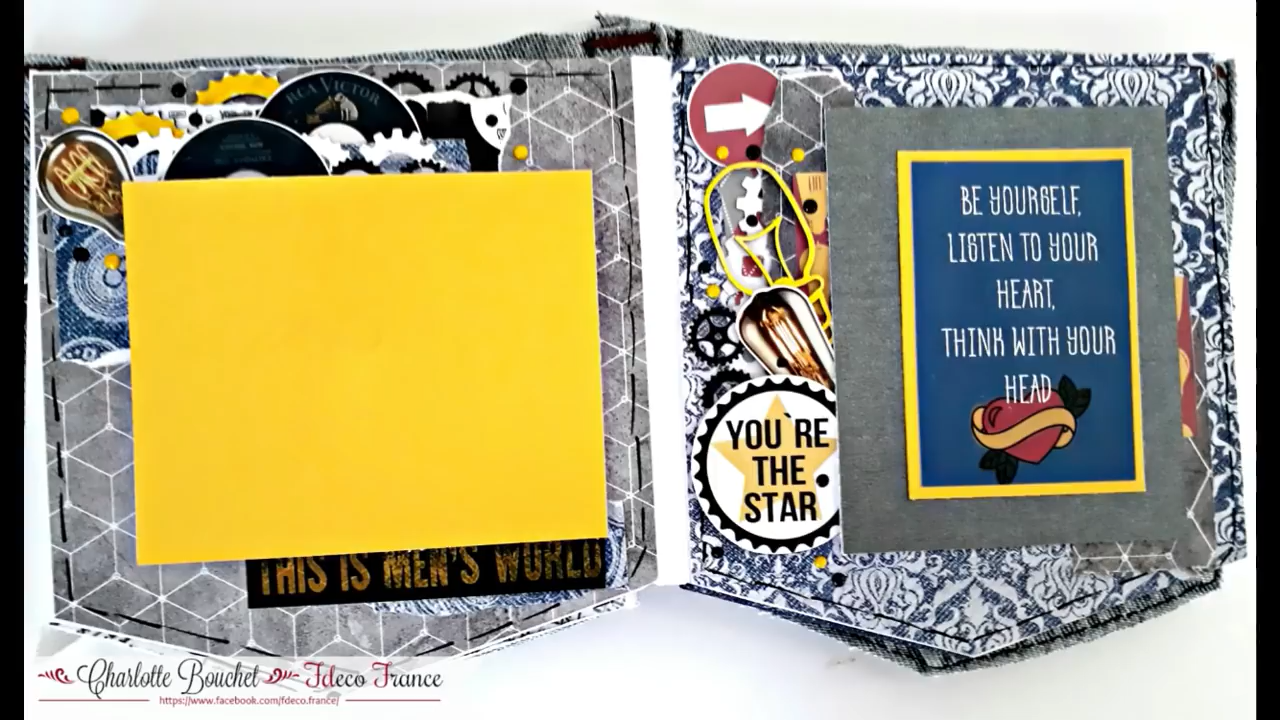 RCA VICTOR
BE YOURSELF,
LISTEN TO YOUR
HEART,
THINK WITH YOUR
HEAD
YOU`RE
THE
STAR
THIS IS MEN'S WORLD
Charlotte Bouchet Fdeco France
https://www.facebook.com/fdeco.france/